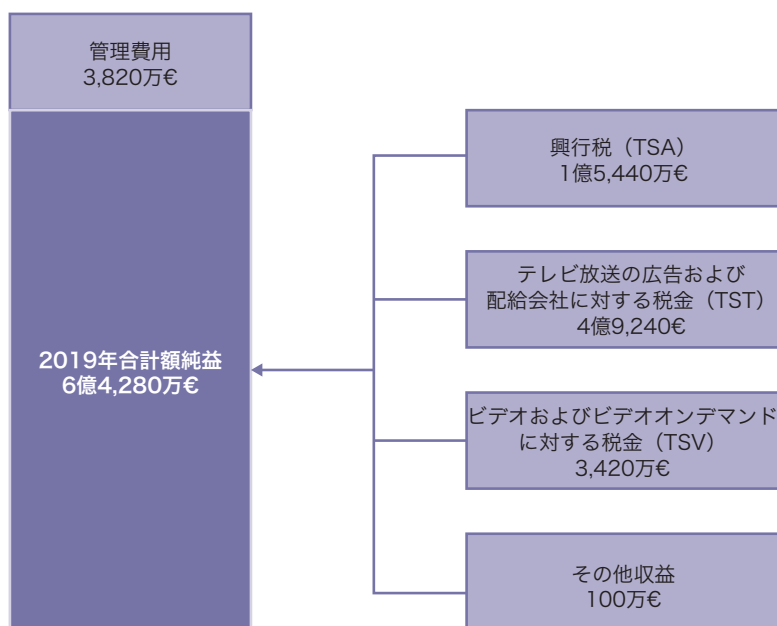 管理費用
3,820万€
2019年合計額純益
6億4,280万€
興行税（TSA）
1億5,440万€
テレビ放送の広告および
配給会社に対する税金（TST）
4億9,240€
ビデオおよびビデオオンデマンド
に対する税金（TSV）
3,420万€
その他収益
100万€